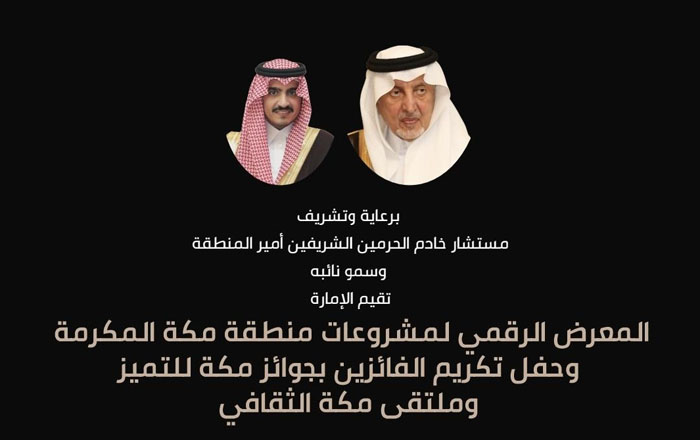 برعاية وتشريف
مستشار خادم الحرمين الشريفين أمير المنطقة
وسمو نائبه
تقيم الإمارة
المعرض الرقمي لمشروعات منطقة مكة المكرمة
وحفل تكريم الفائزين بجوائز مكة للتميز
وملتقى مكة الثقافي